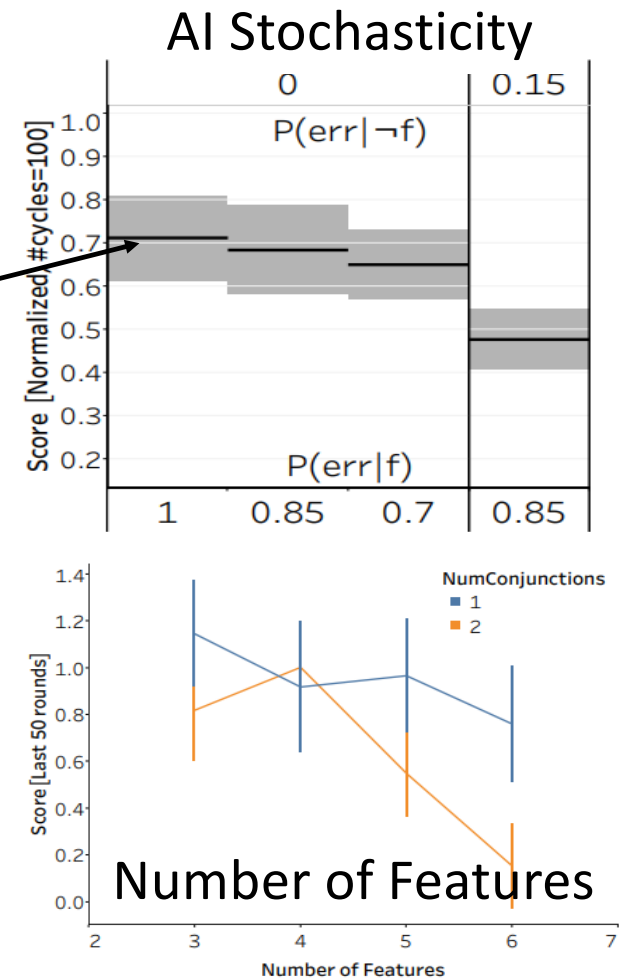 AI Stochasticity
0 0.15
P(err|¬f)
Score [Normalized, #cycles=100]
1.0
0.9
0.8
0.7
0.6
0.5
0.4
0.3
0.2
P(err|f)
1 0.85 0.7 0.85
NumConjunctions
1
2
Score [Last 50 rounds]
1.4
1.2
1.0
0.8
0.6
0.4
0.2
0.0
Number of Features
2 3 4 5 6 7
Number of Features